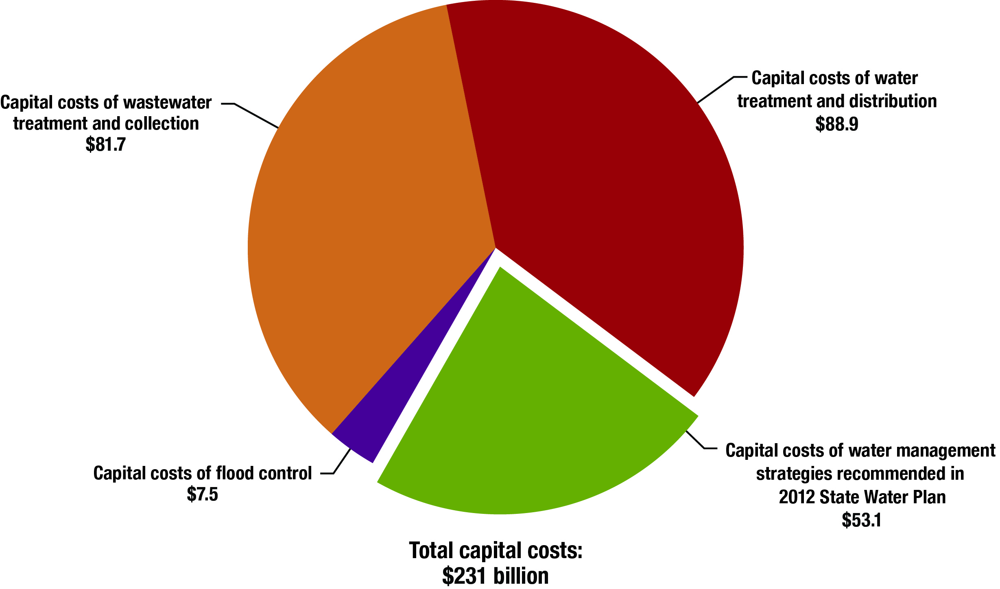 Capital costs of water
treatment and distribution
$88.9
Capital costs of wastewater
treatment and collection
$81.7
Capital costs of water management
strategies recommended in
2012 State Water Plan
$53.1
Capital costs of flood control
$7.5
Total capital costs:
$231 billion